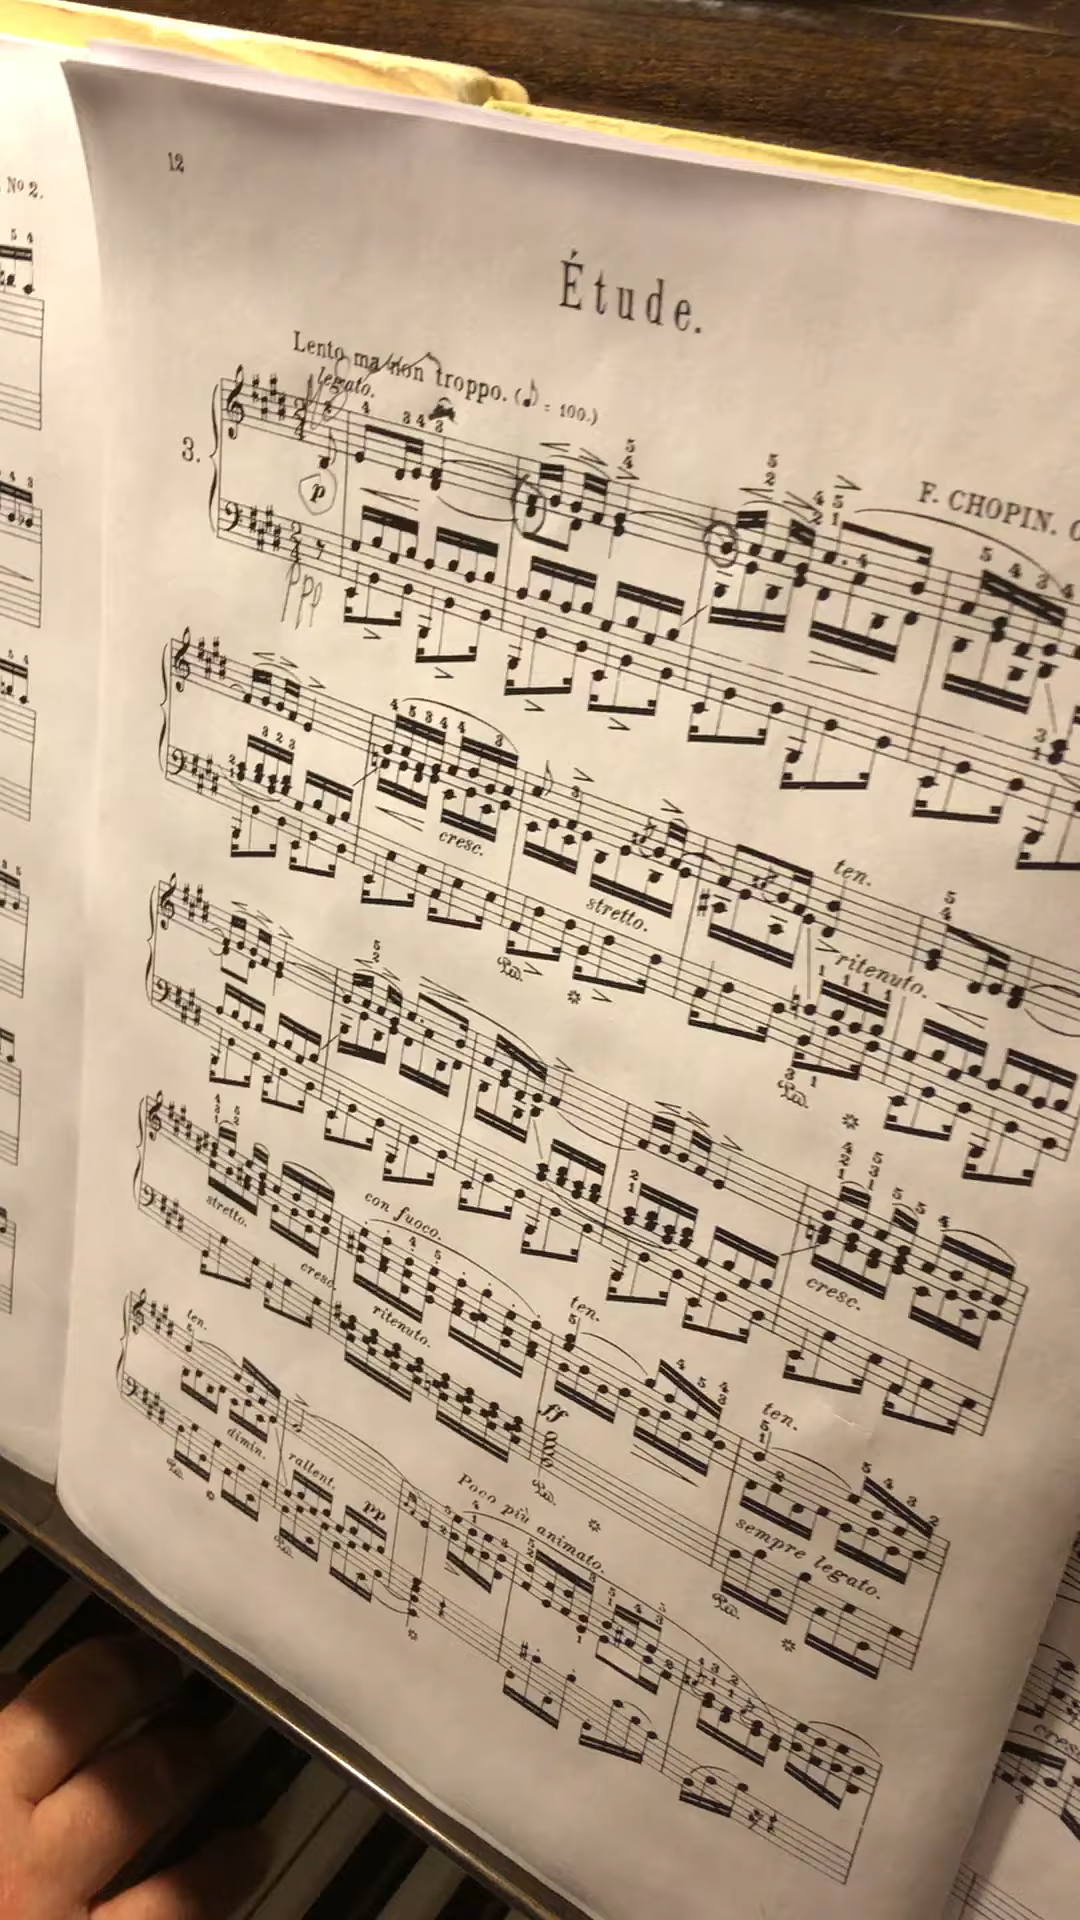 Nº 2.
12
Étude.
Lento ma non troppo. (♪ = 100.)
legato.
F. CHOPIN.
3.
p
ppp
cresc.
stretto.
ten.
ritenuto.
cresc.
stretto.
con fuoco.
cresc.
ritenuto.
ten.
ff
ten.
sempre legato.
ten.
dimin.
rallent.
pp
Poco più animato.